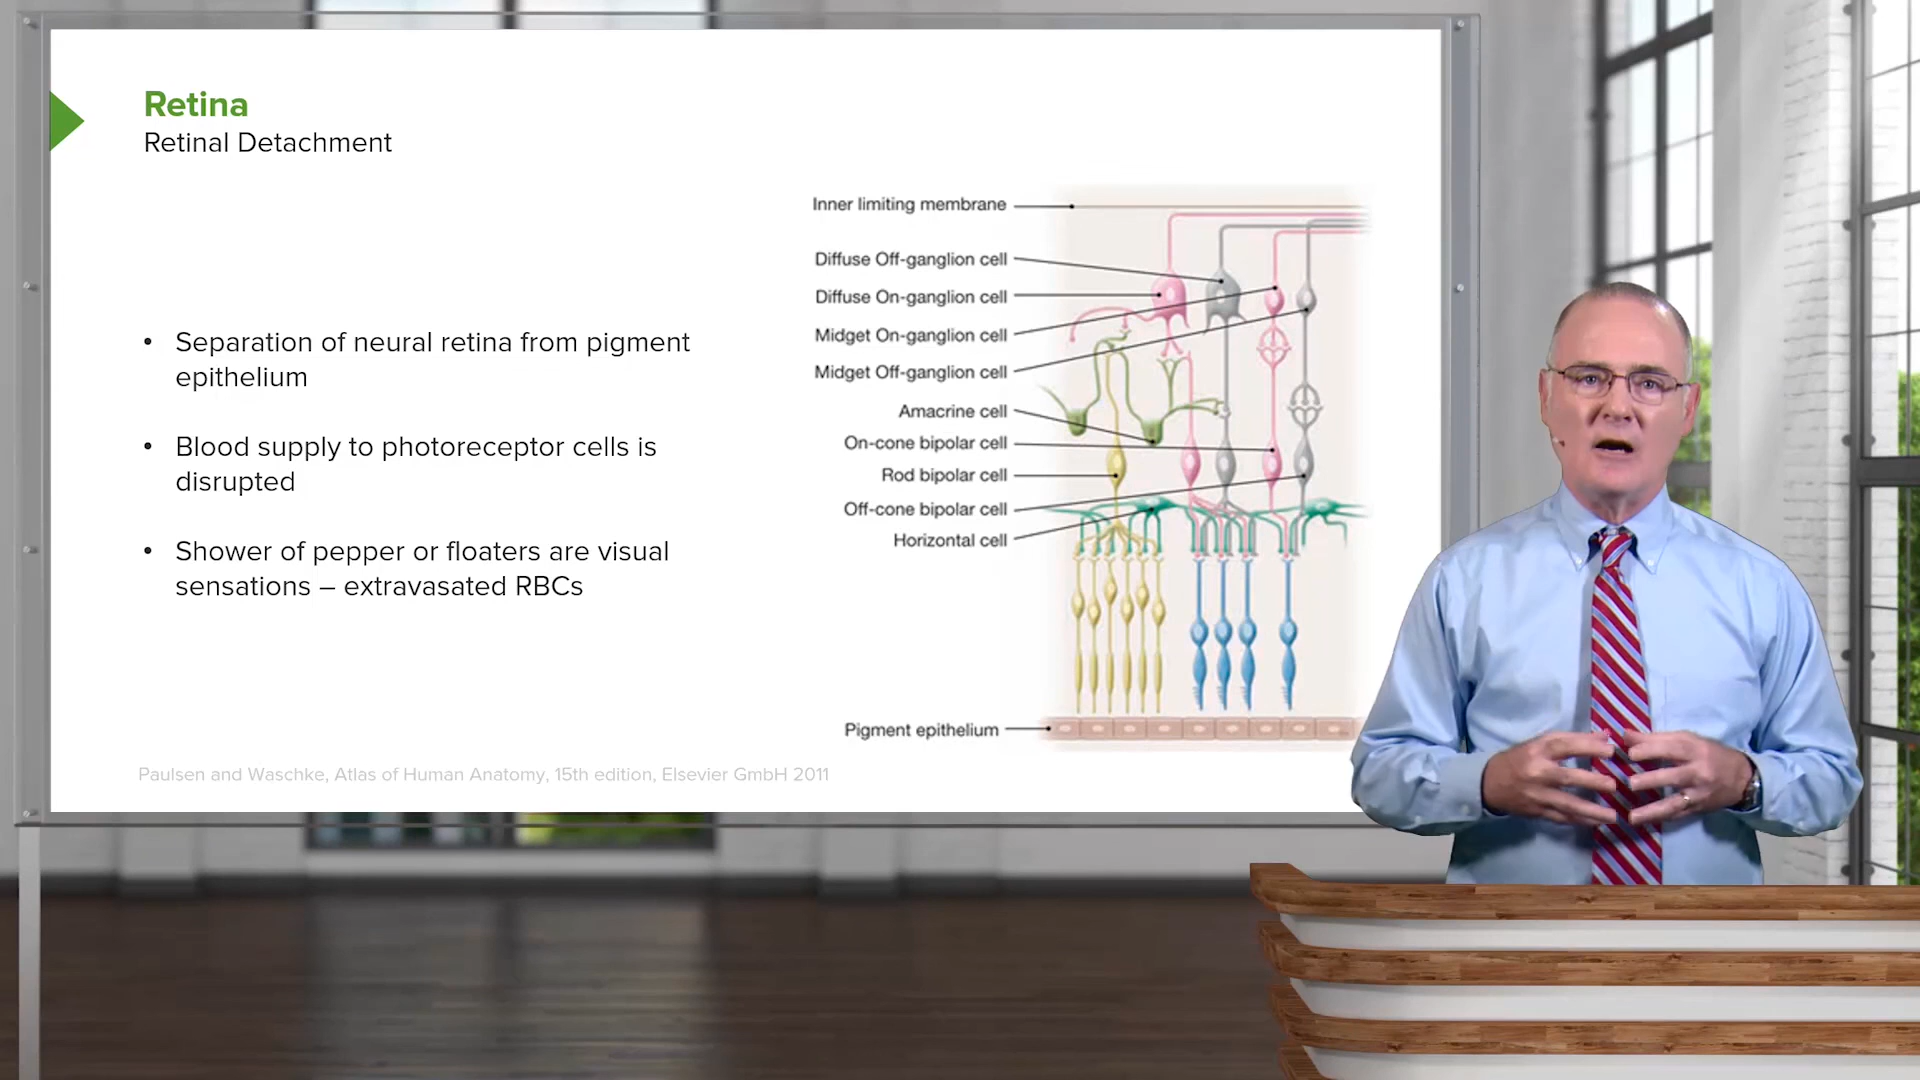 Retina
Retinal Detachment
• Separation of neural retina from pigment
epithelium
• Blood supply to photoreceptor cells is
disrupted
• Shower of pepper or floaters are visual
sensations – extravasated RBCs
Inner limiting membrane
Diffuse Off-ganglion cell
Diffuse On-ganglion cell
Midget On-ganglion cell
Midget Off-ganglion cell
Amacrine cell
On-cone bipolar cell
Rod bipolar cell
Off-cone bipolar cell
Horizontal cell
Pigment epithelium
Paulsen and Waschke, Atlas of Human Anatomy, 15th edition, Elsevier GmbH 2011